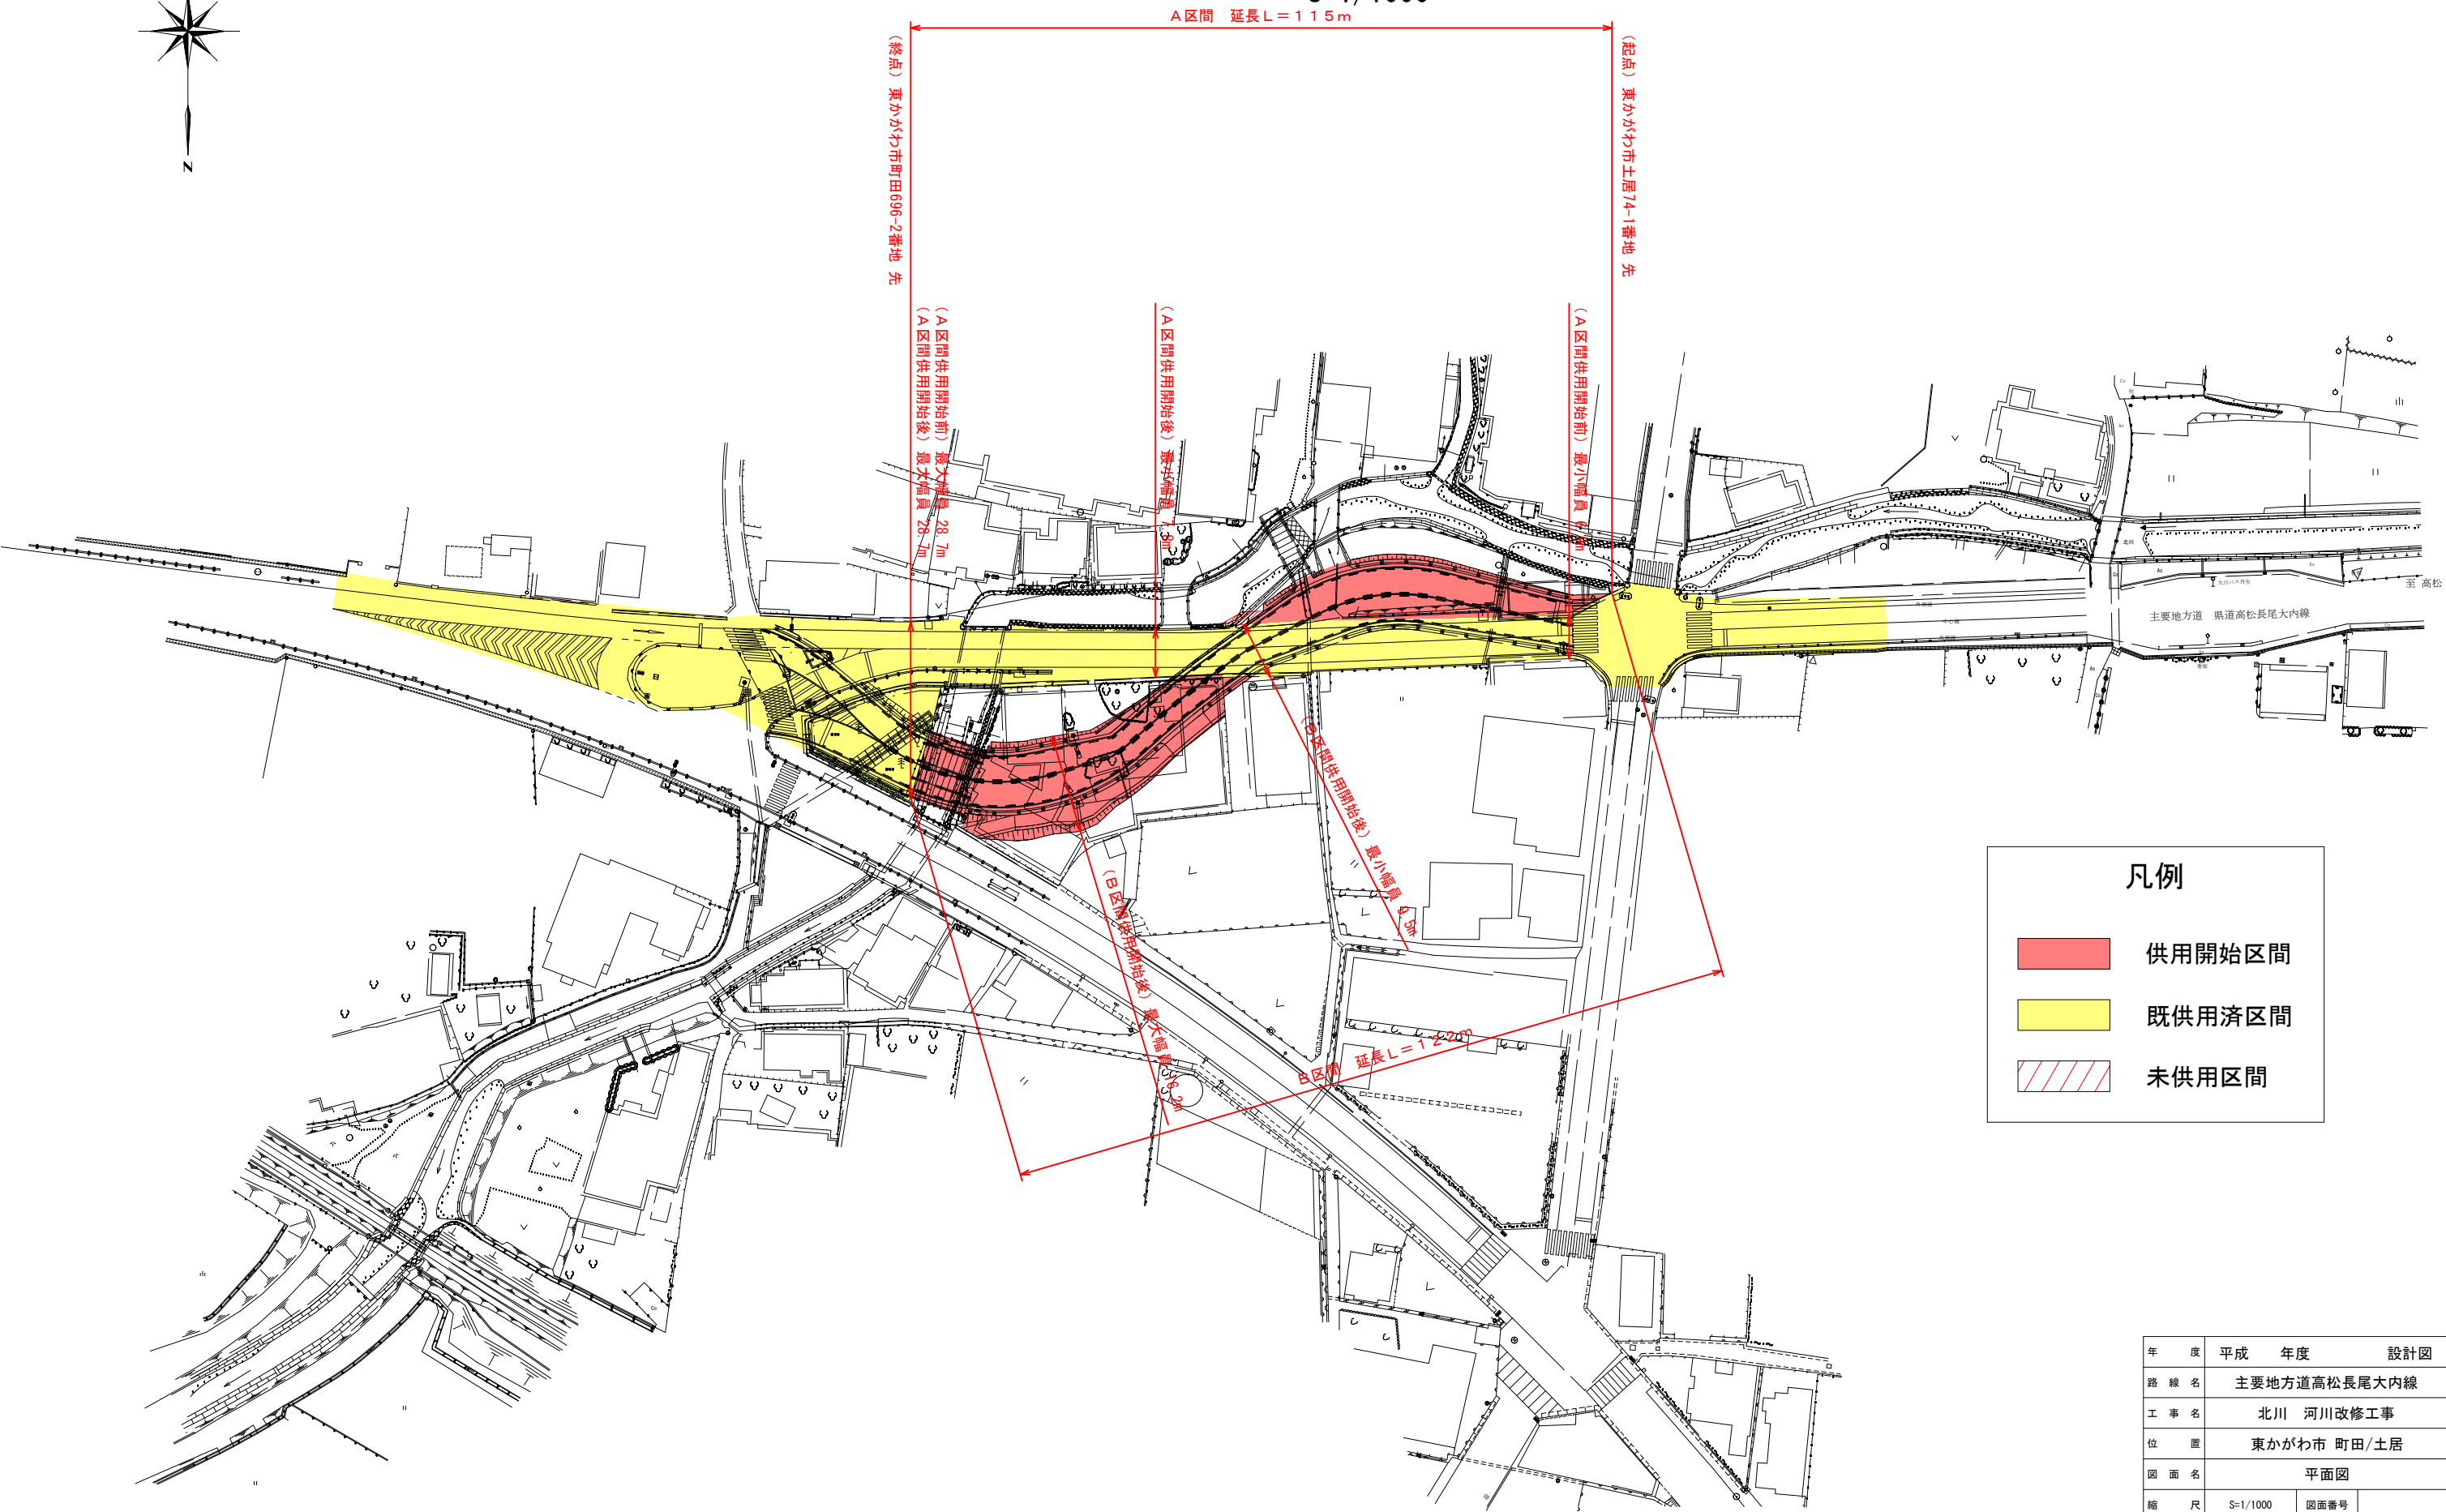 A区間　延長L=115m
(終点) 東かがわ市町田696-2番地 先
(起点) 東かがわ市土居74-1番地 先
N
(A区間供用開始前) 最大幅員 28.7m
(A区間供用開始後) 最大幅員 28.7m
(A区間供用開始後) 最小幅員
(A区間供用開始前) 最小幅員
(B区間供用開始後) 最小幅員 9.5m
(B区間供用開始後) 最大幅員 16.2m
B区間　延長L=122m
北川
大川バス丹生
至 高松
主要地方道　県道高松長尾大内線
凡例
供用開始区間
既供用済区間
未供用区間
年度 平成　年度　設計図
路線名 主要地方道高松長尾大内線
工事名 北川　河川改修工事
位置 東かがわ市 町田/土居
図面名 平面図
縮尺 S=1/1000 図面番号